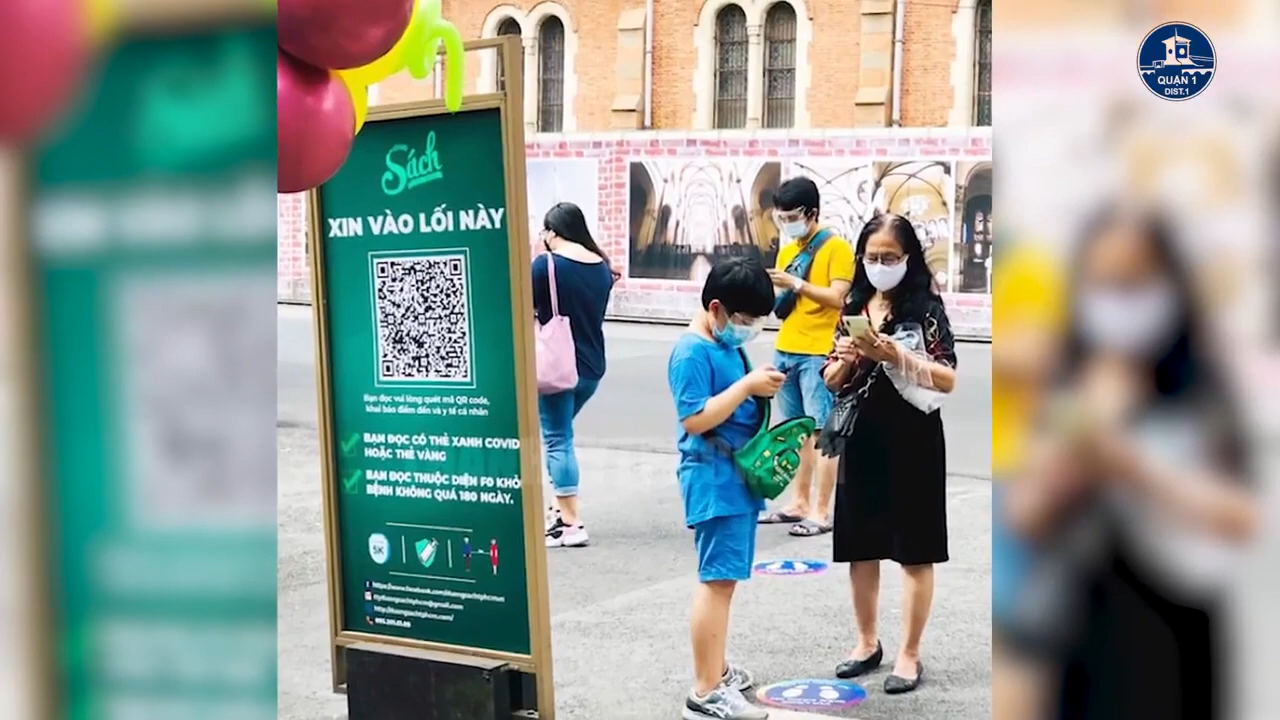 QUẬN 1
DIST.1
Sách
XIN VÀO LỐI NÀY
Bạn đọc vui lòng quét mã QR code,
khai báo điểm đến và y tế cá nhân
BẠN ĐỌC CÓ THẺ XANH COVID
HOẶC THẺ VÀNG
BẠN ĐỌC THUỘC DIỆN F0 KHỎ
BỆNH KHÔNG QUÁ 180 NGÀY.
5K